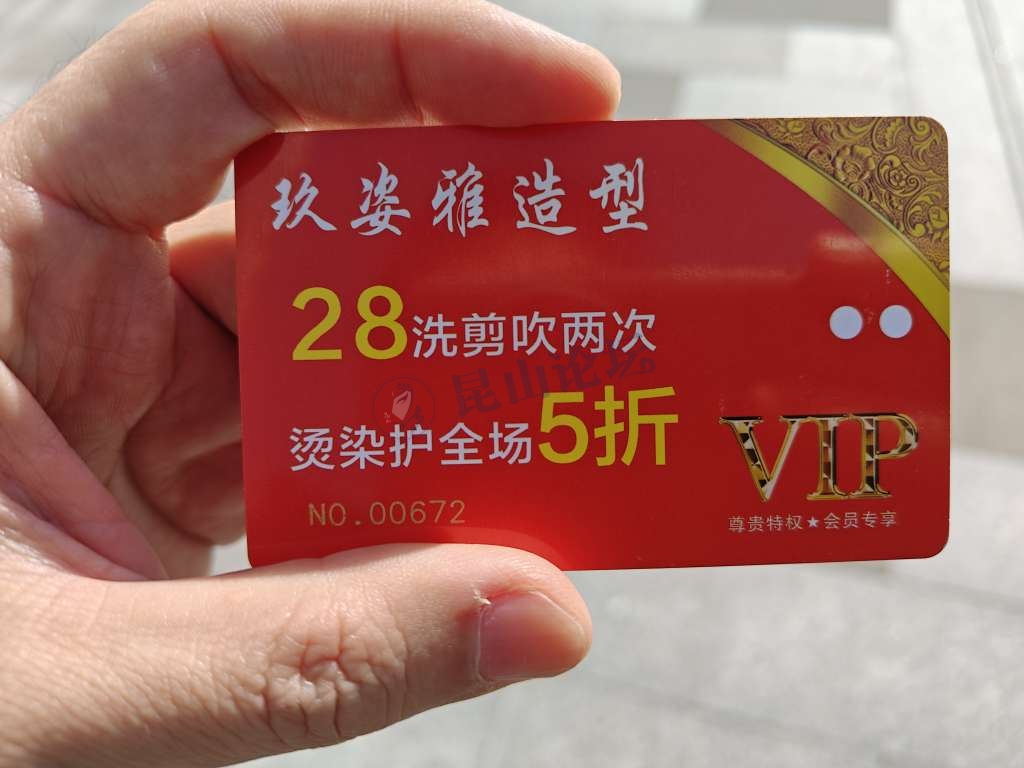 玖姿雅造型
28洗剪吹两次
昆山论坛
烫染护全场5折
VIP
NO.00672
尊贵特权★会员专享